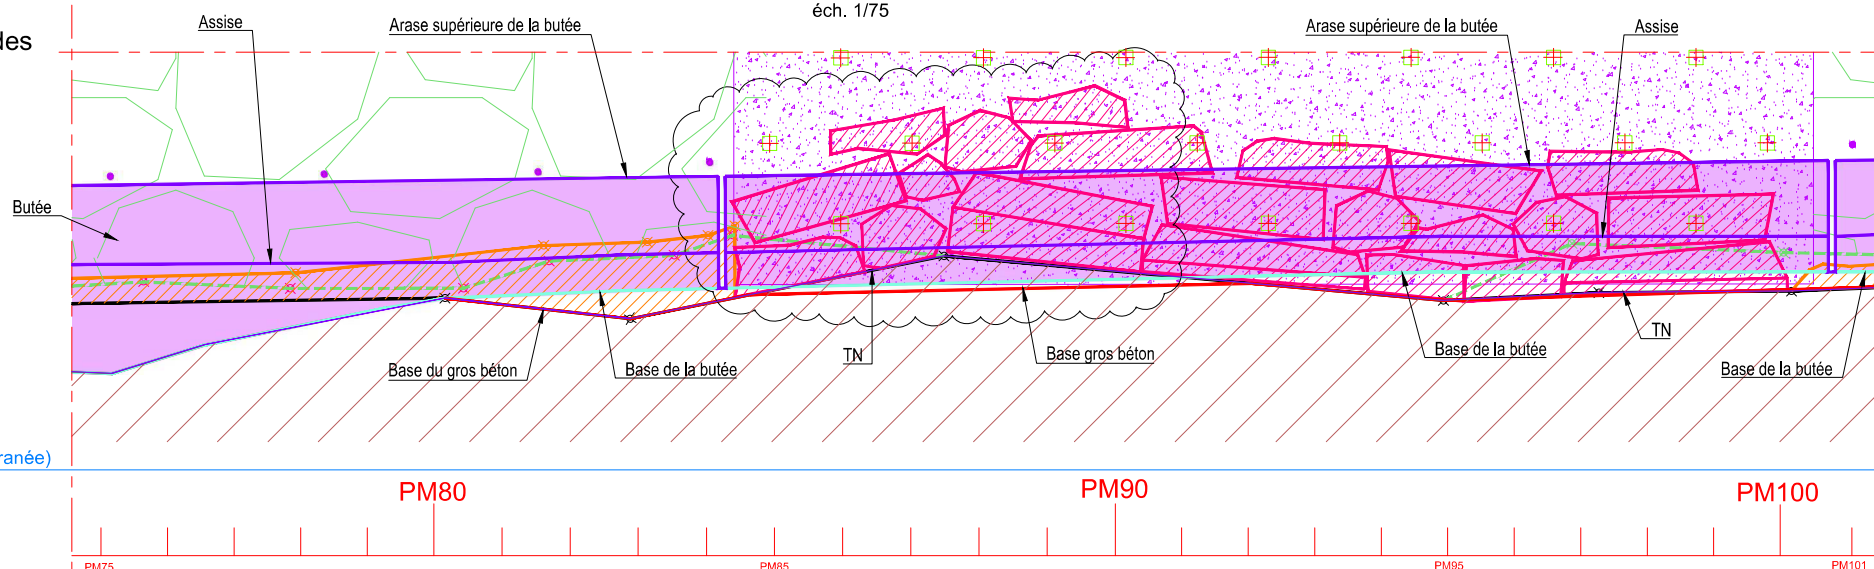 éch. 1/75
des
Assise
Arase supérieure de la butée
Arase supérieure de la butée
Assise
Butée
TN
Base gros béton
Base de la butée
TN
Base du gros béton
Base de la butée
Base de la butée
ranée)
PM80
PM90
PM100
PM75
PM85
PM95
PM101